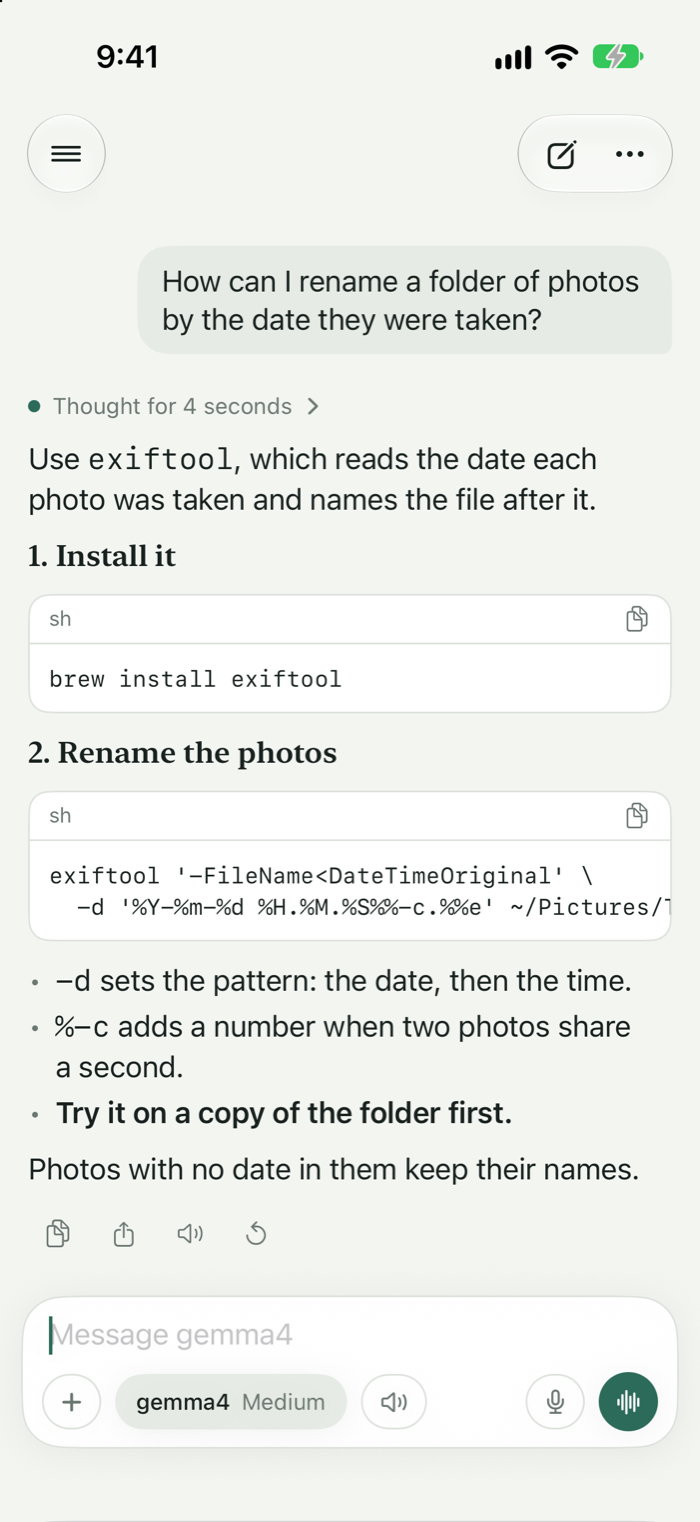 9:41
How can I rename a folder of photos
by the date they were taken?
Thought for 4 seconds
Use exiftool, which reads the date each
photo was taken and names the file after it.
1. Install it
sh
brew install exiftool
2. Rename the photos
sh
exiftool '-FileName<DateTimeOriginal' \
-d '%Y-%m-%d %H.%M.%S%%-c.%%e' ~/Pictures/
• -d sets the pattern: the date, then the time.
• %-c adds a number when two photos share
a second.
• Try it on a copy of the folder first.
Photos with no date in them keep their names.
Message gemma4
gemma4 Medium